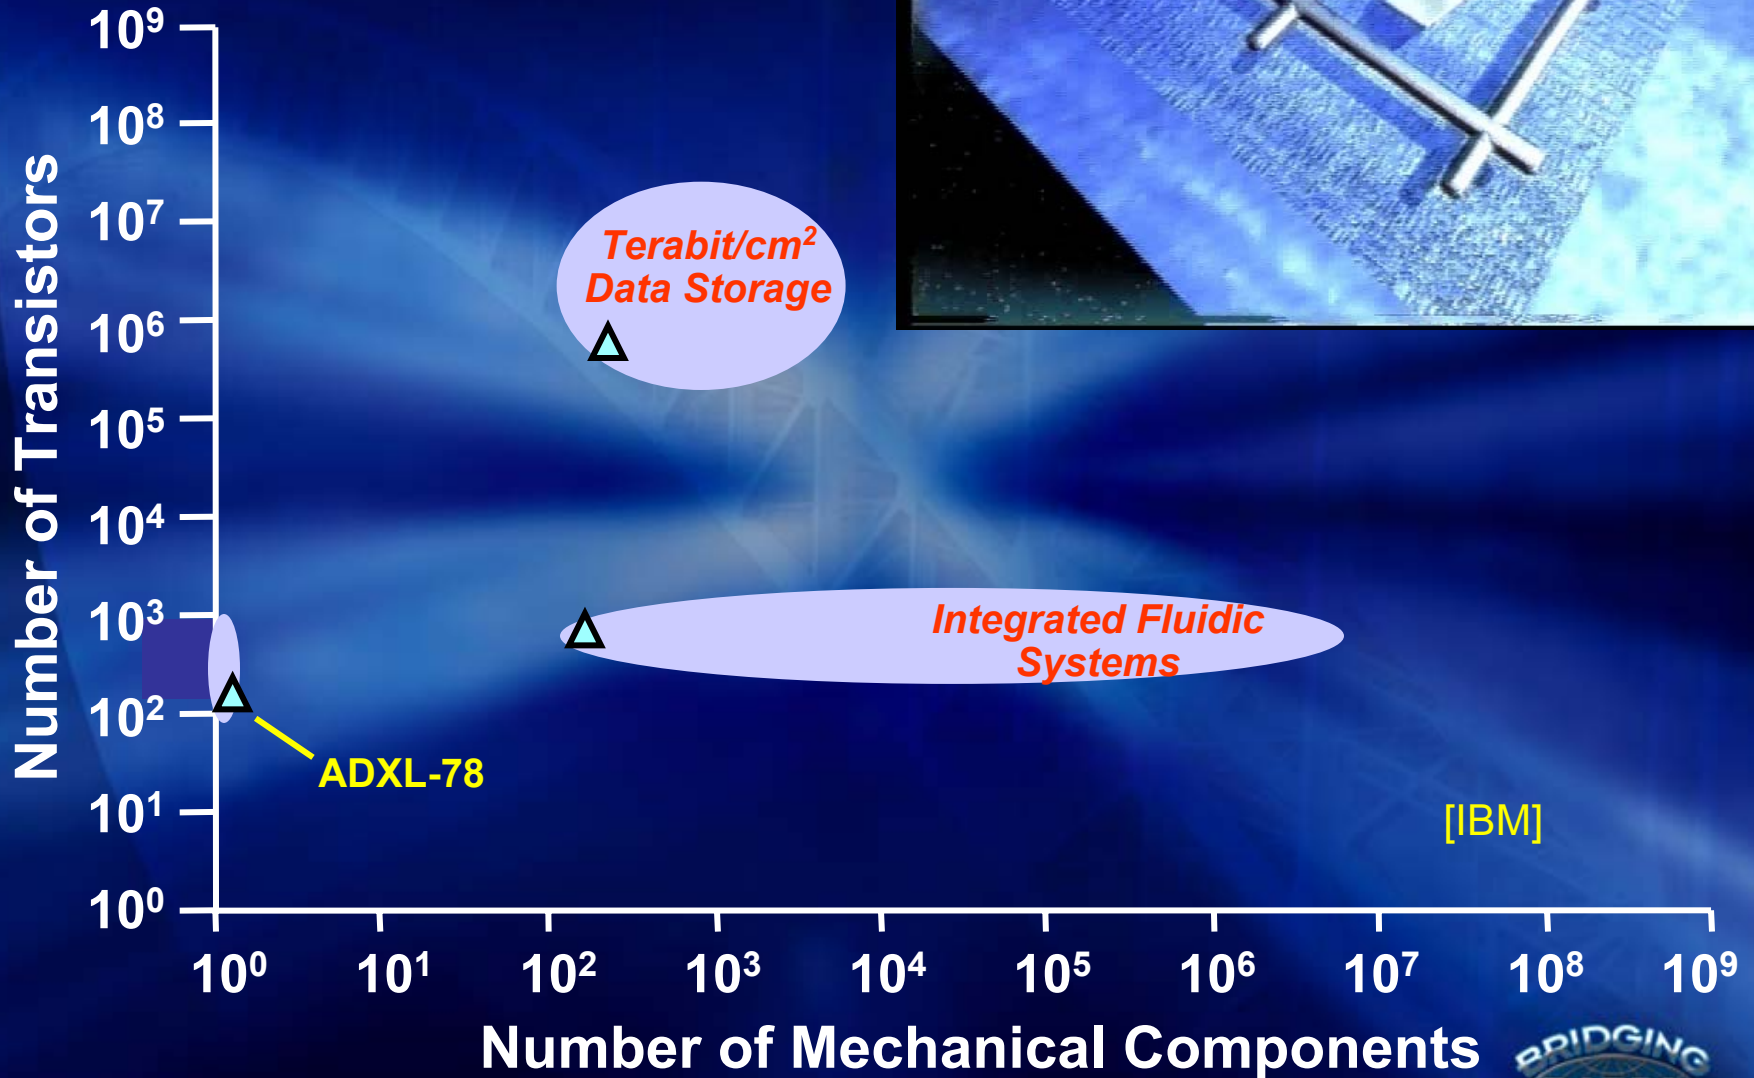 10⁹
10⁸
10⁷
10⁶
10⁵
10⁴
10³
10²
10¹
10⁰
Number of Transistors
Terabit/cm²
Data Storage
Integrated Fluidic
Systems
ADXL-78
[IBM]
10⁰ 10¹ 10² 10³ 10⁴ 10⁵ 10⁶ 10⁷ 10⁸ 10⁹
Number of Mechanical Components
BRIDGING